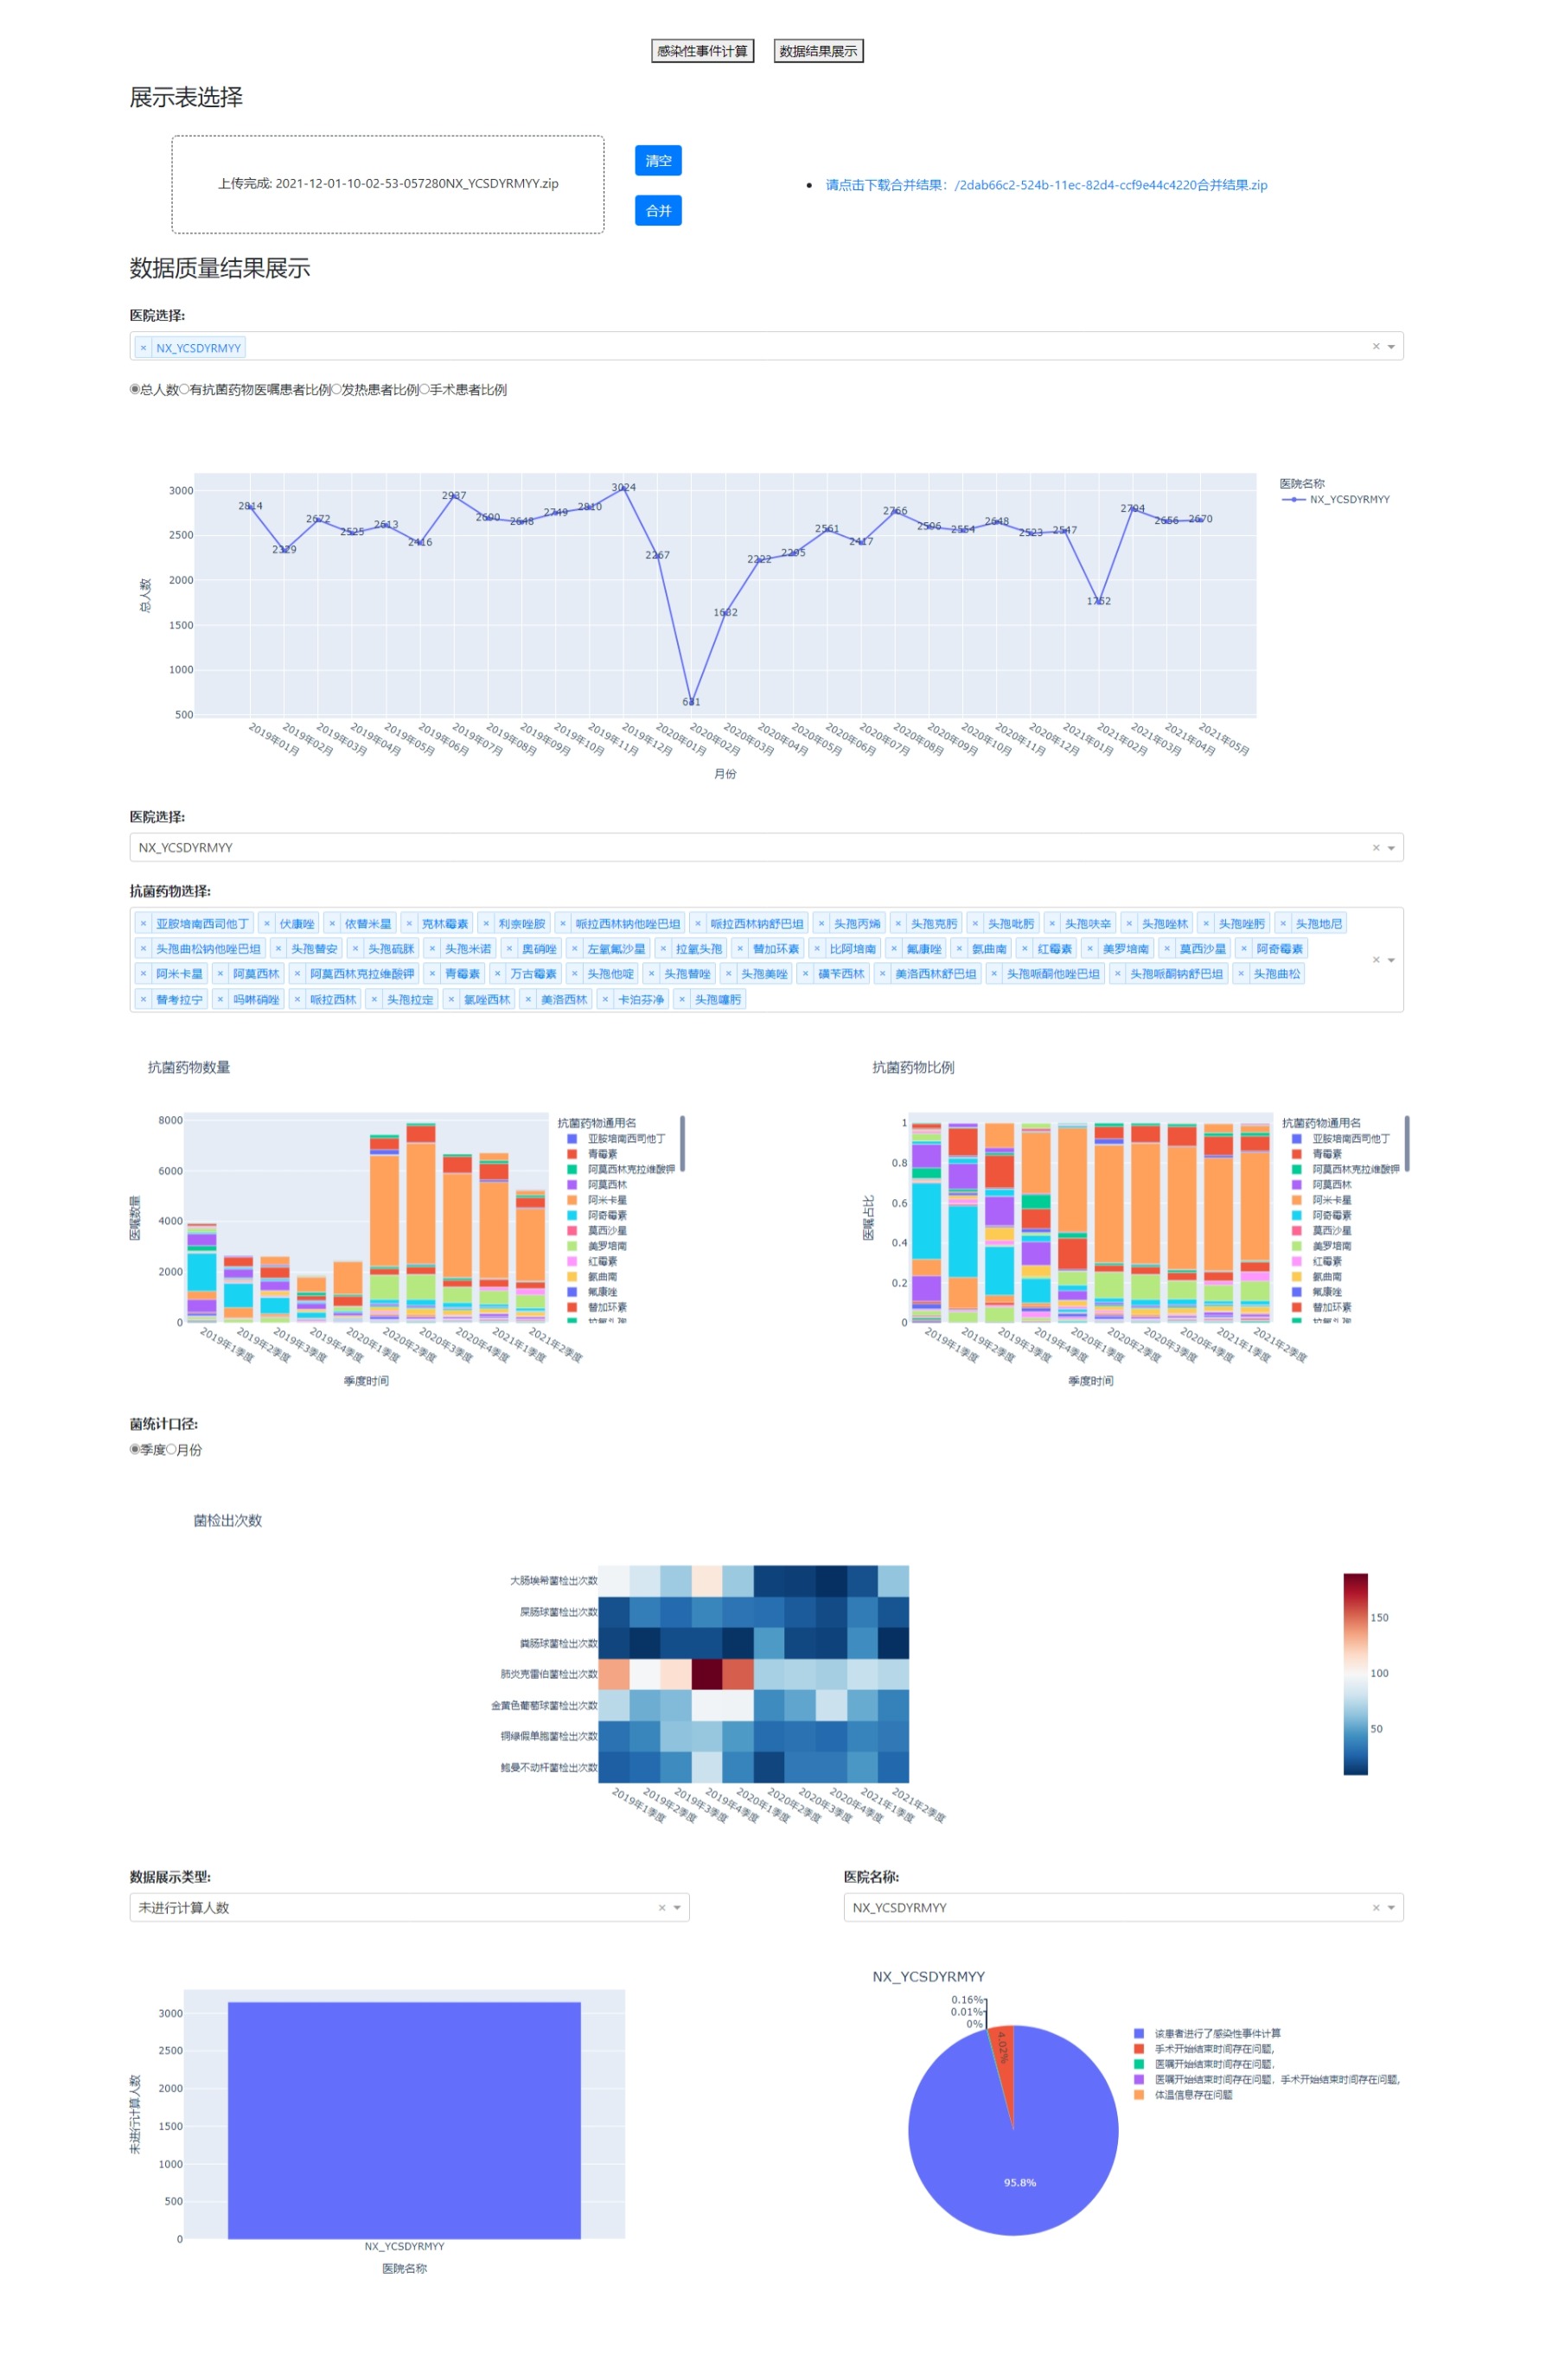 感染性事件计算 数据结果展示
展示表选择
上传完成: 2021-12-01-10-02-53-057280NX_YCSDYRMYY.zip
清空
合并
请点击下载合并结果：/2dab66c2-524b-11ec-82d4-ccf9e44c4220合并结果.zip
数据质量结果展示
医院选择:
× NX_YCSDYRMYY
总人数 有抗菌药物医嘱患者比例 发热患者比例 手术患者比例
医院名称
NX_YCSDYRMYY
总人数
3000
2500
2000
1500
1000
500
2814 2329 2672 2525 2613 2416 2937 2690 2648 2749 2810 3024 2267 631 1632 2222 2295 2561 2417 2766 2596 2554 2648 2523 2547 1752 2794 2656 2670
2019年01月 2019年02月 2019年03月 2019年04月 2019年05月 2019年06月 2019年07月 2019年08月 2019年09月 2019年10月 2019年11月 2019年12月 2020年01月 2020年02月 2020年03月 2020年04月 2020年05月 2020年06月 2020年07月 2020年08月 2020年09月 2020年10月 2020年11月 2020年12月 2021年01月 2021年02月 2021年03月 2021年04月 2021年05月
月份
医院选择:
NX_YCSDYRMYY
抗菌药物选择:
× 亚胺培南西司他丁 × 伏康唑 × 依替米星 × 克林霉素 × 利奈唑胺 × 哌拉西林钠他唑巴坦 × 哌拉西林钠舒巴坦 × 头孢丙烯 × 头孢克肟 × 头孢吡肟 × 头孢呋辛 × 头孢唑林 × 头孢唑肟 × 头孢地尼
× 头孢曲松钠他唑巴坦 × 头孢替安 × 头孢硫脒 × 头孢米诺 × 奥硝唑 × 左氧氟沙星 × 拉氧头孢 × 替加环素 × 比阿培南 × 氟康唑 × 氨曲南 × 红霉素 × 美罗培南 × 莫西沙星 × 阿奇霉素
× 阿米卡星 × 阿莫西林 × 阿莫西林克拉维酸钾 × 青霉素 × 万古霉素 × 头孢他啶 × 头孢替唑 × 头孢美唑 × 磺苄西林 × 美洛西林舒巴坦 × 头孢哌酮他唑巴坦 × 头孢哌酮钠舒巴坦 × 头孢曲松
× 替考拉宁 × 吗啉硝唑 × 哌拉西林 × 头孢拉定 × 氯唑西林 × 美洛西林 × 卡泊芬净 × 头孢噻肟
抗菌药物数量
医嘱数量
8000
6000
4000
2000
0
2019年1季度 2019年2季度 2019年3季度 2019年4季度 2020年1季度 2020年2季度 2020年3季度 2020年4季度 2021年1季度 2021年2季度
季度时间
抗菌药物通用名
亚胺培南西司他丁
青霉素
阿莫西林克拉维酸钾
阿莫西林
阿米卡星
阿奇霉素
莫西沙星
美罗培南
红霉素
氨曲南
氟康唑
替加环素
拉氧头孢
抗菌药物比例
医嘱占比
1
0.8
0.6
0.4
0.2
0
2019年1季度 2019年2季度 2019年3季度 2019年4季度 2020年1季度 2020年2季度 2020年3季度 2020年4季度 2021年1季度 2021年2季度
季度时间
抗菌药物通用名
亚胺培南西司他丁
青霉素
阿莫西林克拉维酸钾
阿莫西林
阿米卡星
阿奇霉素
莫西沙星
美罗培南
红霉素
氨曲南
氟康唑
替加环素
拉氧头孢
菌统计口径:
季度 月份
菌检出次数
大肠埃希菌检出次数
屎肠球菌检出次数
粪肠球菌检出次数
肺炎克雷伯菌检出次数
金黄色葡萄球菌检出次数
铜绿假单胞菌检出次数
鲍曼不动杆菌检出次数
2019年1季度 2019年2季度 2019年3季度 2019年4季度 2020年1季度 2020年2季度 2020年3季度 2020年4季度 2021年1季度 2021年2季度
150
100
50
数据展示类型:
未进行计算人数
医院名称:
NX_YCSDYRMYY
未进行计算人数
3000
2500
2000
1500
1000
500
0
NX_YCSDYRMYY
医院名称
NX_YCSDYRMYY
0.16%
0.01%
0%
4.02%
95.8%
该患者进行了感染性事件计算
手术开始结束时间存在问题,
医嘱开始结束时间存在问题,
医嘱开始结束时间存在问题，手术开始结束时间存在问题,
体温信息存在问题